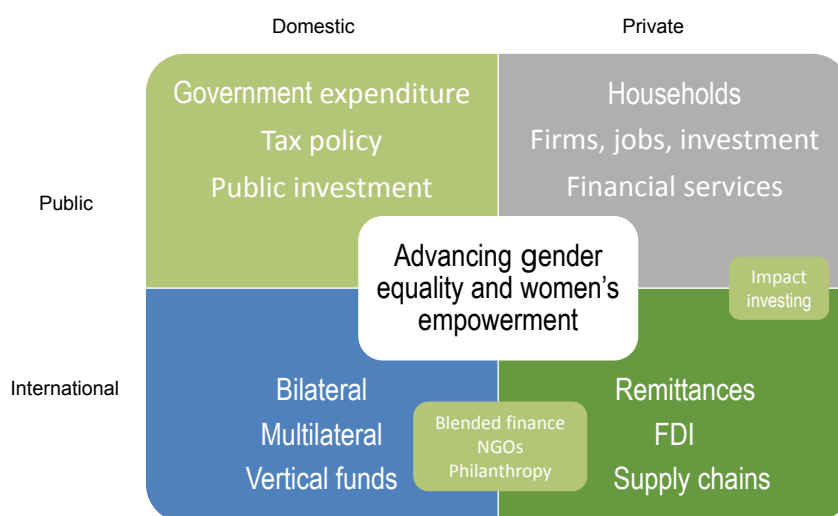 Domestic
Private
Public
International
Government expenditure
Tax policy
Public investment
Households
Firms, jobs, investment
Financial services
Advancing gender
equality and women’s
empowerment
Impact
investing
Bilateral
Multilateral
Vertical funds
Blended finance
NGOs
Philanthropy
Remittances
FDI
Supply chains